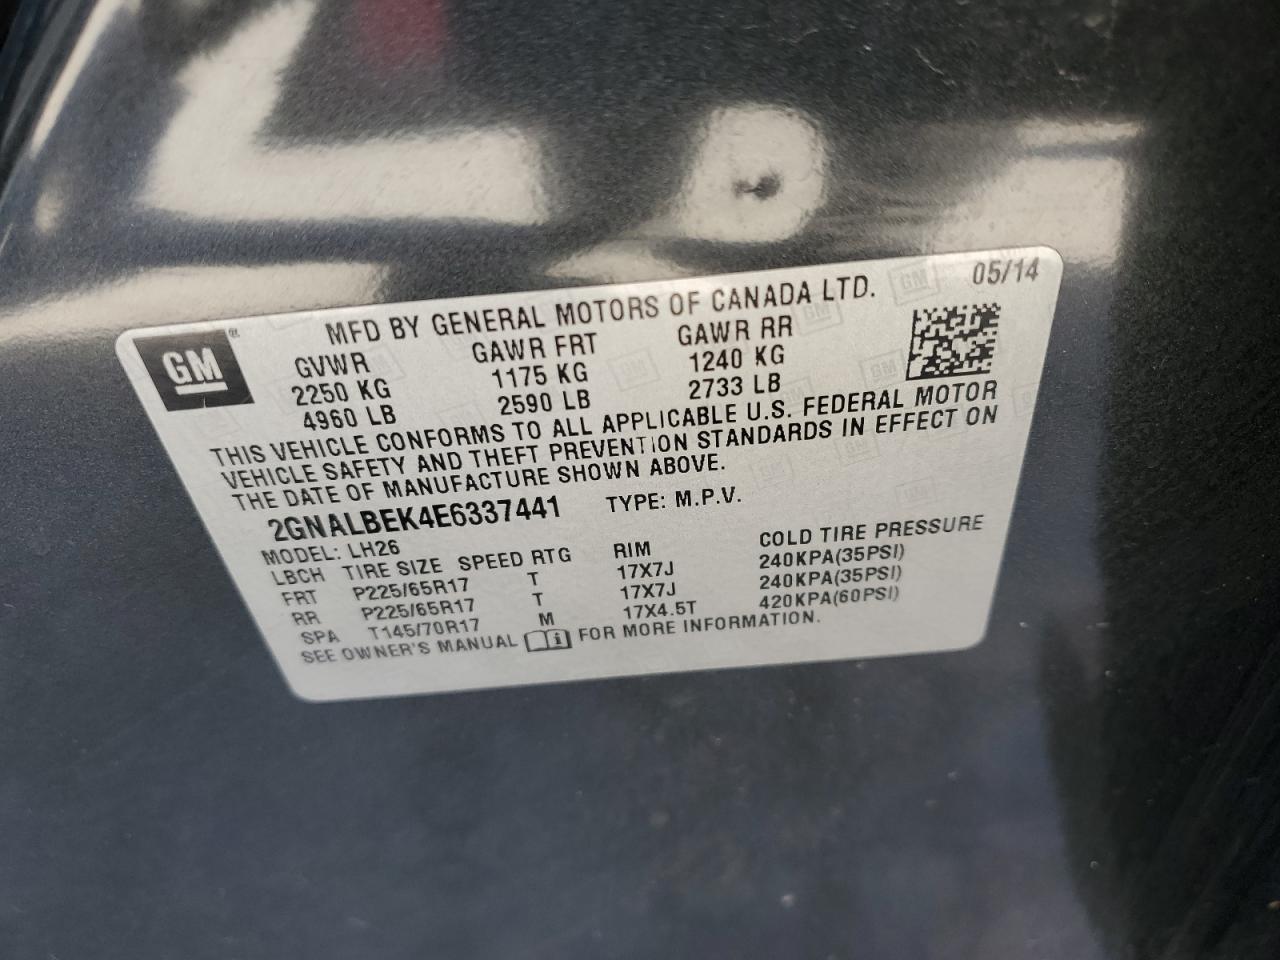 GM ® MFD BY GENERAL MOTORS OF CANADA LTD. 05/14
GVWR GAWR FRT GAWR RR
2250 KG 1175 KG 1240 KG
4960 LB 2590 LB 2733 LB
THIS VEHICLE CONFORMS TO ALL APPLICABLE U.S. FEDERAL MOTOR
VEHICLE SAFETY AND THEFT PREVENTION STANDARDS IN EFFECT ON
THE DATE OF MANUFACTURE SHOWN ABOVE.
2GNALBEK4E6337441 TYPE: M.P.V.
MODEL: LH26
LBCH TIRE SIZE SPEED RTG RIM COLD TIRE PRESSURE
FRT P225/65R17 T 17X7J 240KPA(35PSI)
RR P225/65R17 T 17X7J 240KPA(35PSI)
SPA T145/70R17 M 17X4.5T 420KPA(60PSI)
SEE OWNER'S MANUAL i FOR MORE INFORMATION.